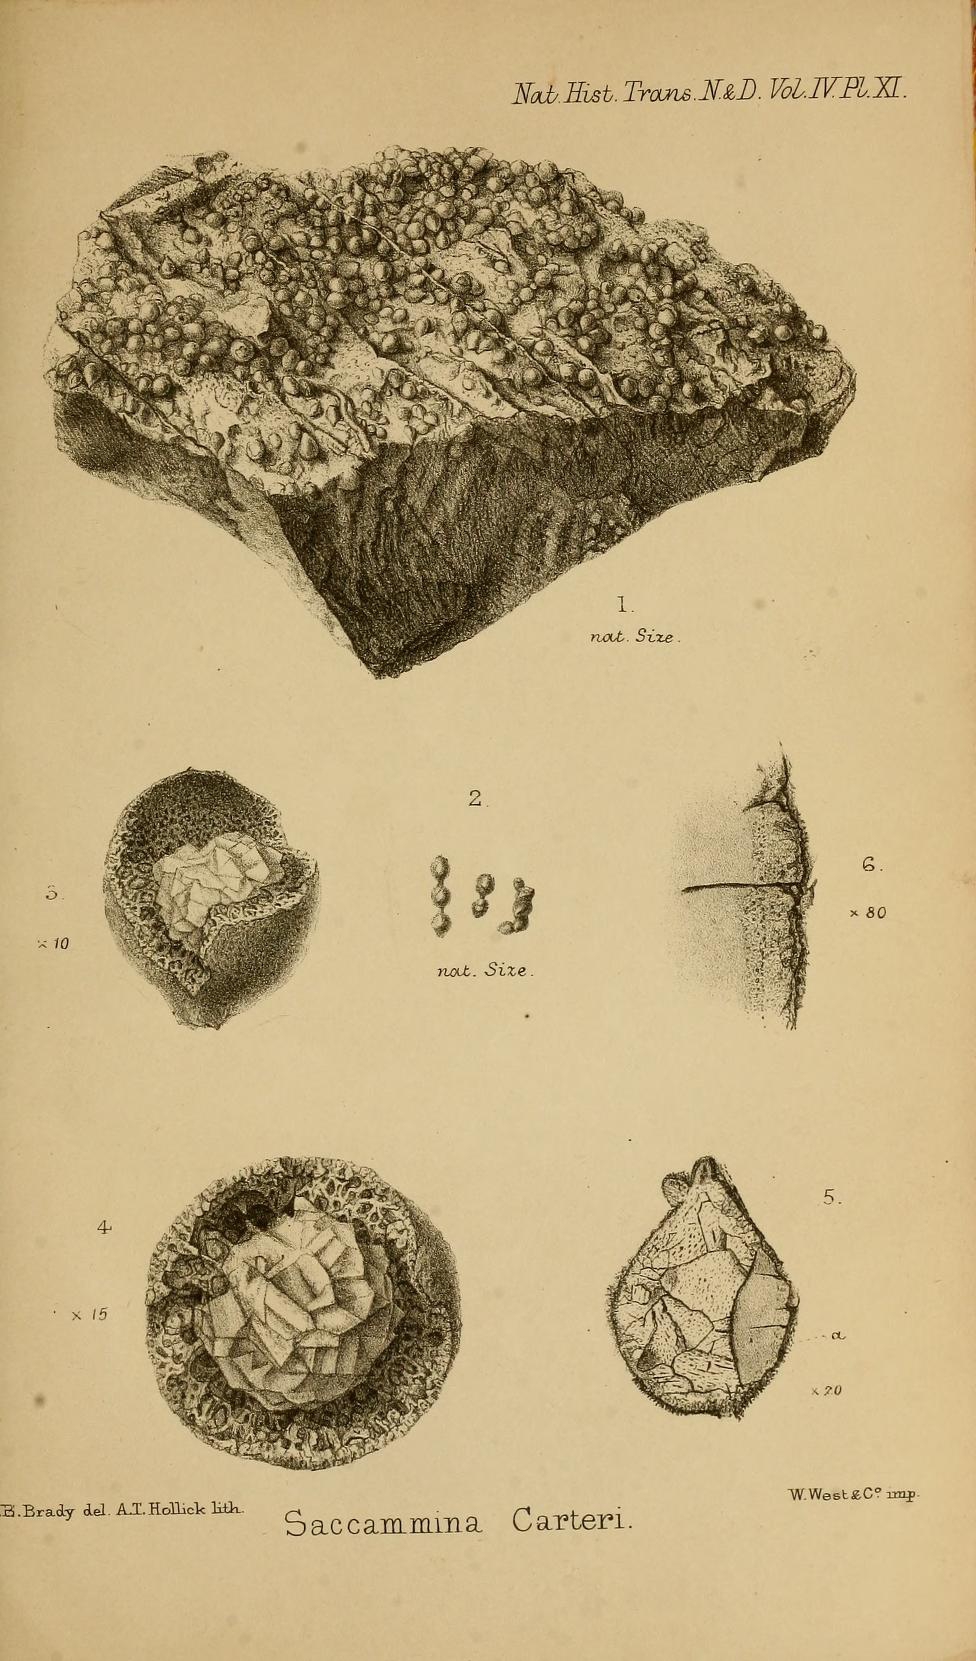 Nat. Hist. Trans. N.&D. Vol. IV. Pl. XI.
1.
nat. Size.
2.
3.
× 10
nat. Size.
6.
× 80
4
× 15
5.
a
× 20
B. Brady del. A.T. Hollick lith.
W. West & Co. imp.
Saccammina Carteri.